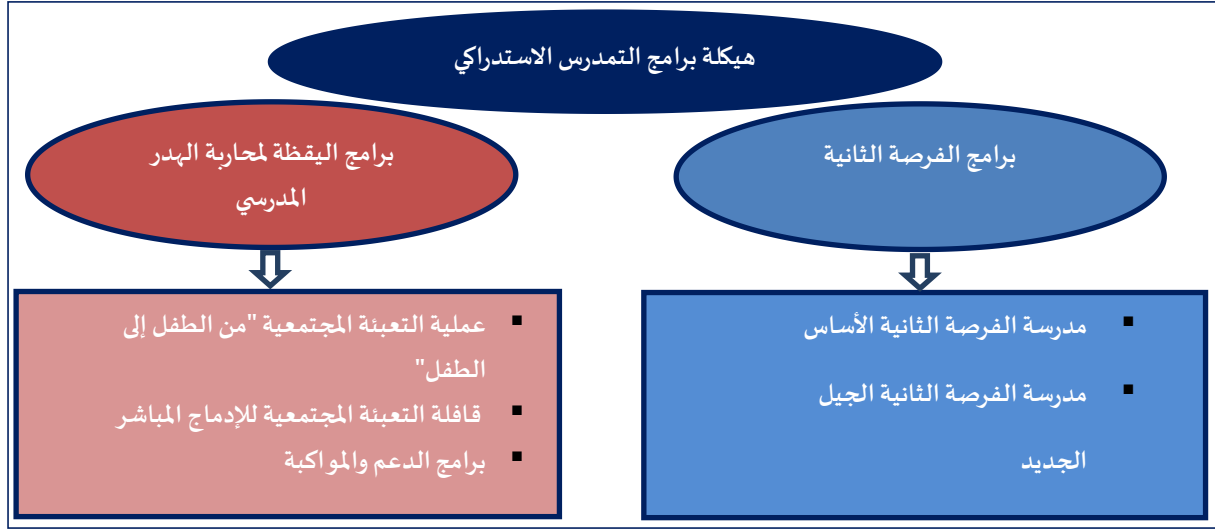 هيكلة برامج التمدرس الاستدراكي
برامج الفرصة الثانية
برامج اليقظة لمحاربة الهدر
المدرسي
▪ مدرسة الفرصة الثانية الأساس
▪ مدرسة الفرصة الثانية الجيل
الجديد
▪ عملية التعبئة المجتمعية "من الطفل إلى
الطفل"
▪ قافلة التعبئة المجتمعية للإدماج المباشر
▪ برامج الدعم والمواكبة